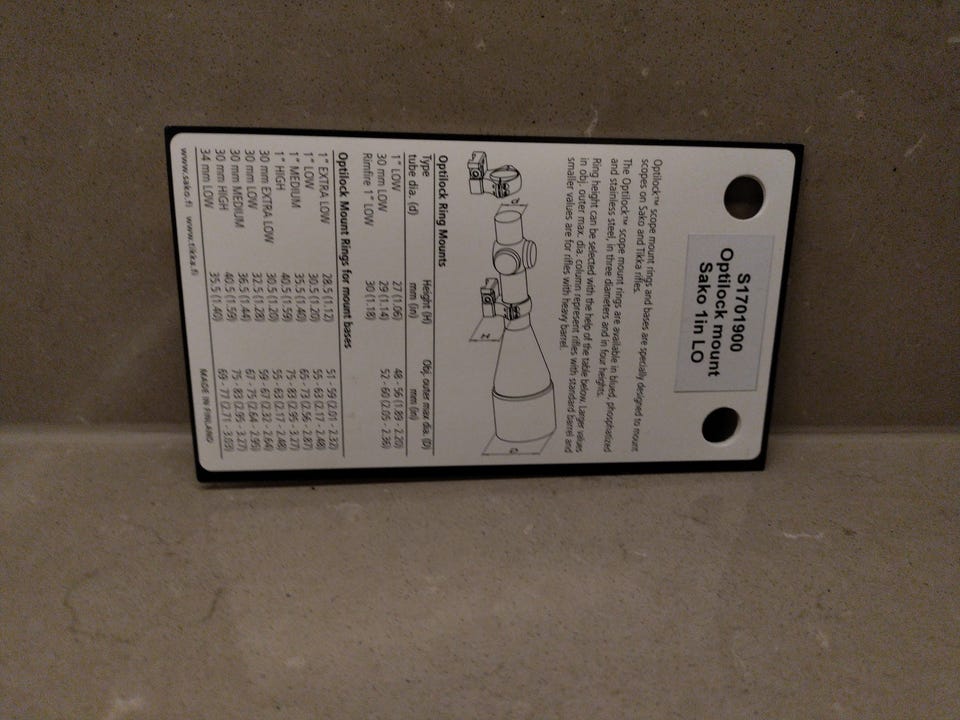 S1701900
Optilock mount
Sako 1in LO
Optilock™ scope mount rings and bases are specially designed to mount
scopes on Sako and Tikka rifles.
The Optilock™ scope mount rings are available in blued, phosphatized
and stainless steel, in three diameters and in four heights.
Ring height can be selected with the help of the table below. Larger values
in obj. outer max. dia. column represent rifles with standard barrel and
smaller values are for rifles with heavy barrel.
d
H
D
Optilock Ring Mounts
Type Height (H) Obj. outer max dia. (D)
tube dia. (d) mm (in) mm (in)
1" LOW 27 (1.06) 48 - 56 (1.89 - 2.20)
30 mm LOW 29 (1.14) 52 - 60 (2.05 - 2.36)
Rimfire 1" LOW 30 (1.18)
Optilock Mount Rings for mount bases
1" EXTRA LOW 28.5 (1.12) 51 - 59 (2.01 - 2.32)
1" LOW 30.5 (1.20) 55 - 63 (2.17 - 2.48)
1" MEDIUM 35.5 (1.40) 65 - 73 (2.56 - 2.87)
1" HIGH 40.5 (1.59) 75 - 83 (2.95 - 3.27)
30 mm EXTRA LOW 30.5 (1.20) 55 - 63 (2.17 - 2.48)
30 mm LOW 32.5 (1.28) 59 - 67 (2.32 - 2.64)
30 mm MEDIUM 36.5 (1.44) 67 - 75 (2.64 - 2.95)
30 mm HIGH 40.5 (1.59) 75 - 83 (2.95 - 3.27)
34 mm LOW 35.5 (1.40) 69 - 77 (2.71 - 3.03)
www.sako.fi www.tikka.fi MADE IN FINLAND